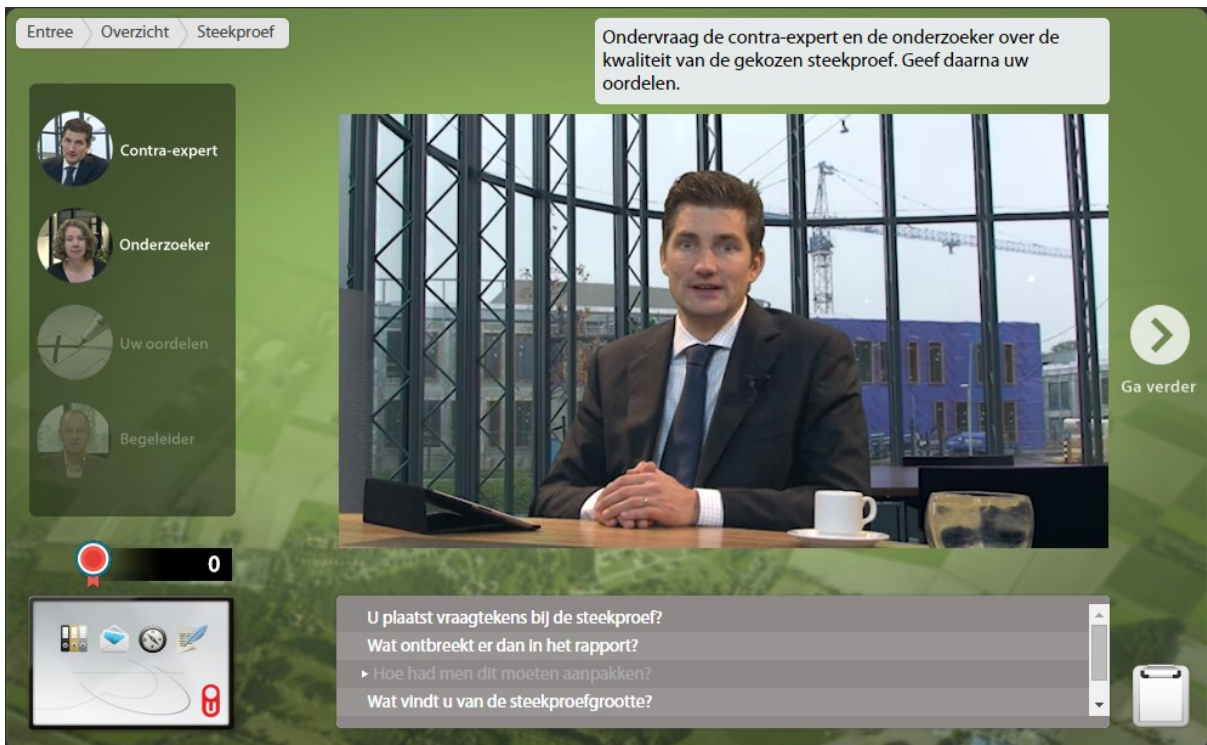 Entree
Overzicht
Steekproef
Ondervraag de contra-expert en de onderzoeker over de
kwaliteit van de gekozen steekproef. Geef daarna uw
oordelen.
Contra-expert
Onderzoeker
Uw oordelen
Begeleider
Ga verder
0
U plaatst vraagtekens bij de steekproef?
Wat ontbreekt er dan in het rapport?
Hoe had men dit moeten aanpakken?
Wat vindt u van de steekproefgrootte?